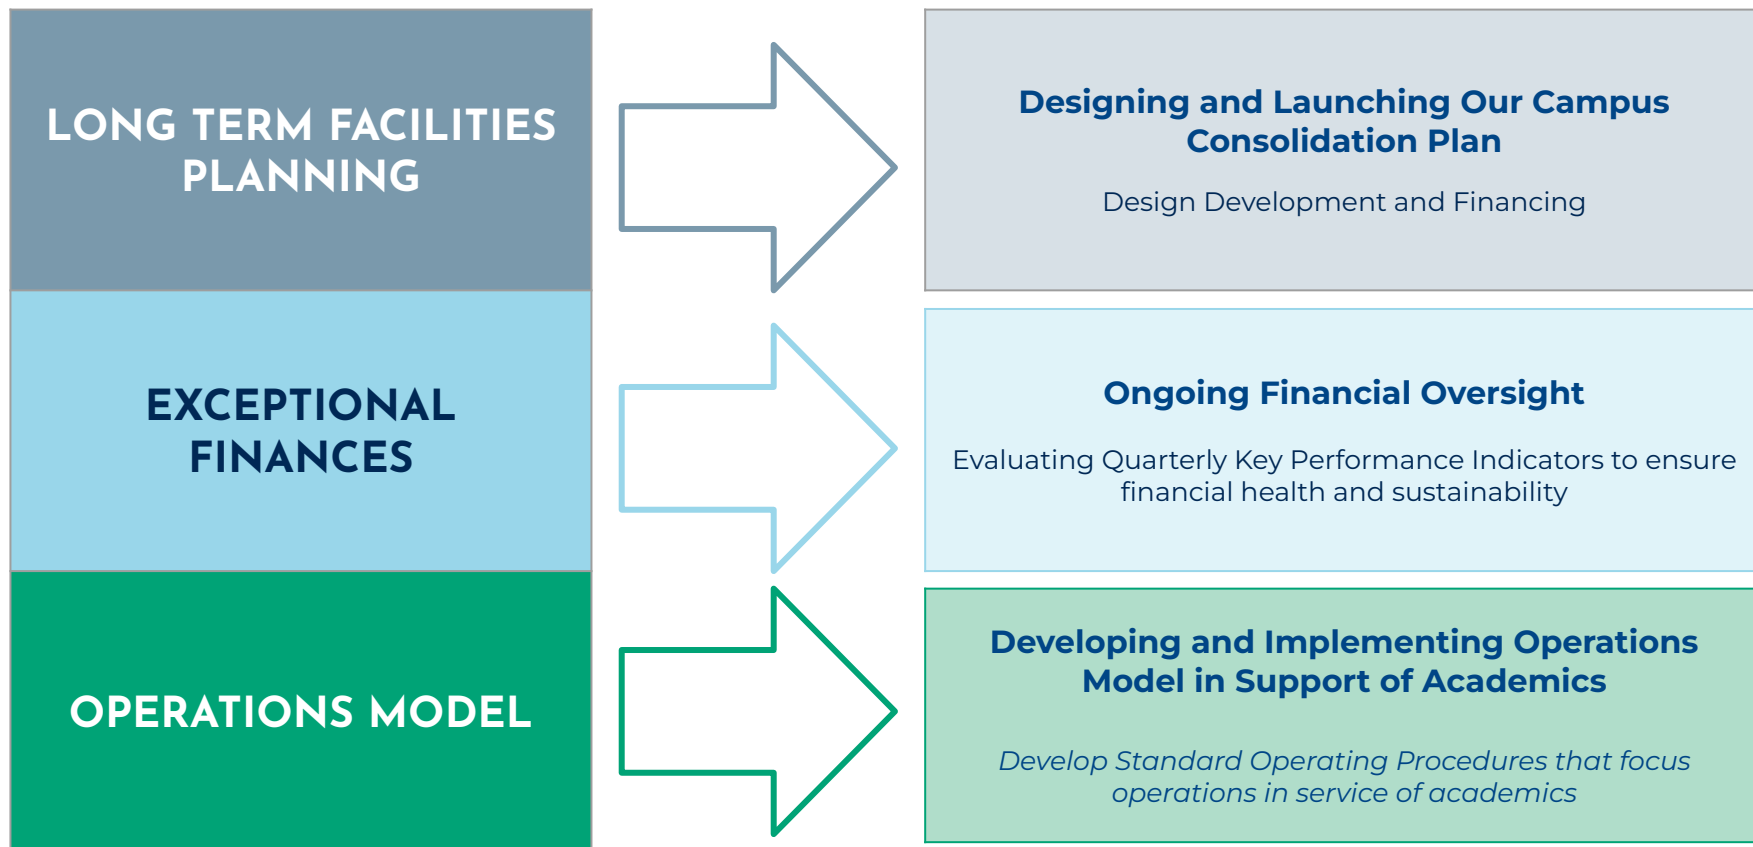 LONG TERM FACILITIES
PLANNING
Designing and Launching Our Campus
Consolidation Plan
Design Development and Financing
EXCEPTIONAL
FINANCES
Ongoing Financial Oversight
Evaluating Quarterly Key Performance Indicators to ensure
financial health and sustainability
OPERATIONS MODEL
Developing and Implementing Operations
Model in Support of Academics
Develop Standard Operating Procedures that focus
operations in service of academics